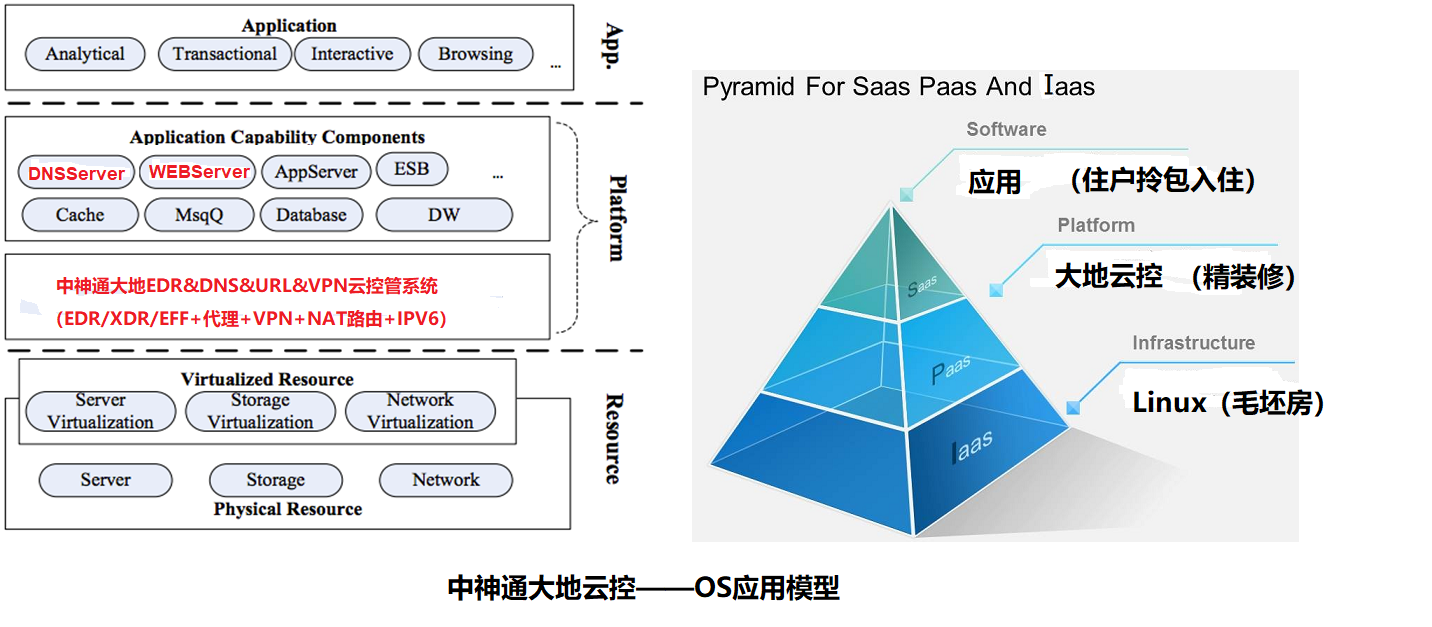 Application
Analytical
Transactional
Interactive
Browsing
...
App.
Application Capability Components
DNSServer
WEBServer
AppServer
ESB
...
Cache
MsqQ
Database
DW
中神通大地EDR&DNS&URL&VPN云控管系统
（EDR/XDR/EFF+代理+VPN+NAT路由+IPV6）
Platform
Virtualized Resource
Server
Virtualization
Storage
Virtualization
Network
Virtualization
Server
Storage
Network
Physical Resource
Resource
Pyramid For Saas Paas And Iaas
Software
应用 （住户拎包入住）
Platform
大地云控 （精装修）
Infrastructure
Linux（毛坯房）
Saas
Paas
Iaas
中神通大地云控——OS应用模型